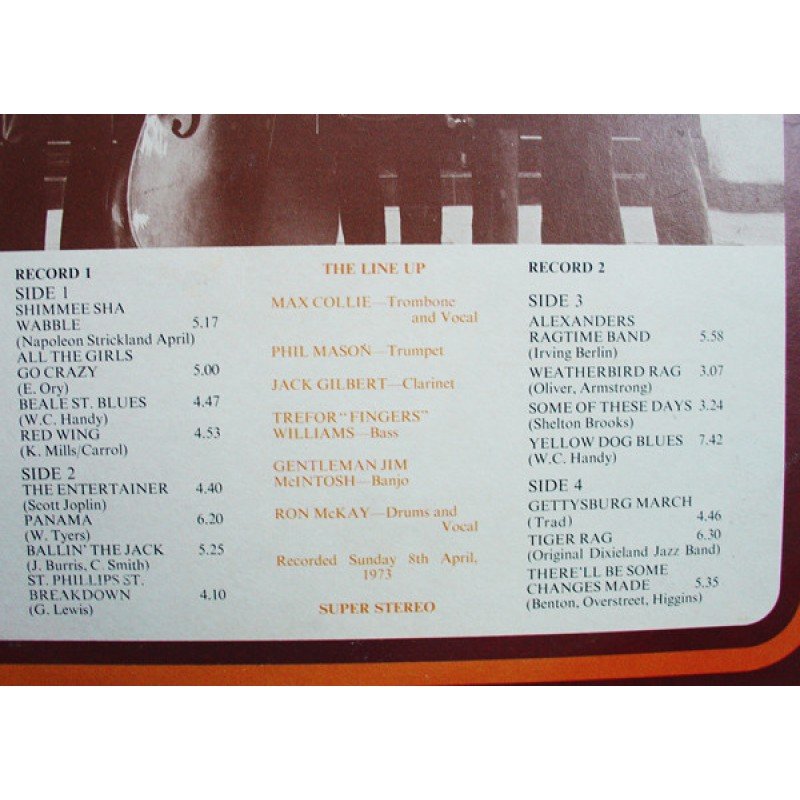 RECORD 1
SIDE 1
SHIMMEE SHA
WABBLE 5.17
(Napoleon Strickland April)
ALL THE GIRLS
GO CRAZY 5.00
(E. Ory)
BEALE ST. BLUES 4.47
(W.C. Handy)
RED WING 4.53
(K. Mills/Carrol)
SIDE 2
THE ENTERTAINER 4.40
(Scott Joplin)
PANAMA 6.20
(W. Tyers)
BALLIN' THE JACK 5.25
(J. Burris, C. Smith)
ST. PHILLIPS ST.
BREAKDOWN 4.10
(G. Lewis)
THE LINE UP
MAX COLLIE—Trombone
and Vocal
PHIL MASON—Trumpet
JACK GILBERT—Clarinet
TREFOR "FINGERS"
WILLIAMS—Bass
GENTLEMAN JIM
McINTOSH—Banjo
RON McKAY—Drums and
Vocal
Recorded Sunday 8th April,
1973
SUPER STEREO
RECORD 2
SIDE 3
ALEXANDERS
RAGTIME BAND 5.58
(Irving Berlin)
WEATHERBIRD RAG 3.07
(Oliver, Armstrong)
SOME OF THESE DAYS 3.24
(Shelton Brooks)
YELLOW DOG BLUES 7.42
(W.C. Handy)
SIDE 4
GETTYSBURG MARCH
(Trad) 4.46
TIGER RAG 6.30
(Original Dixieland Jazz Band)
THERE'LL BE SOME
CHANGES MADE 5.35
(Benton, Overstreet, Higgins)